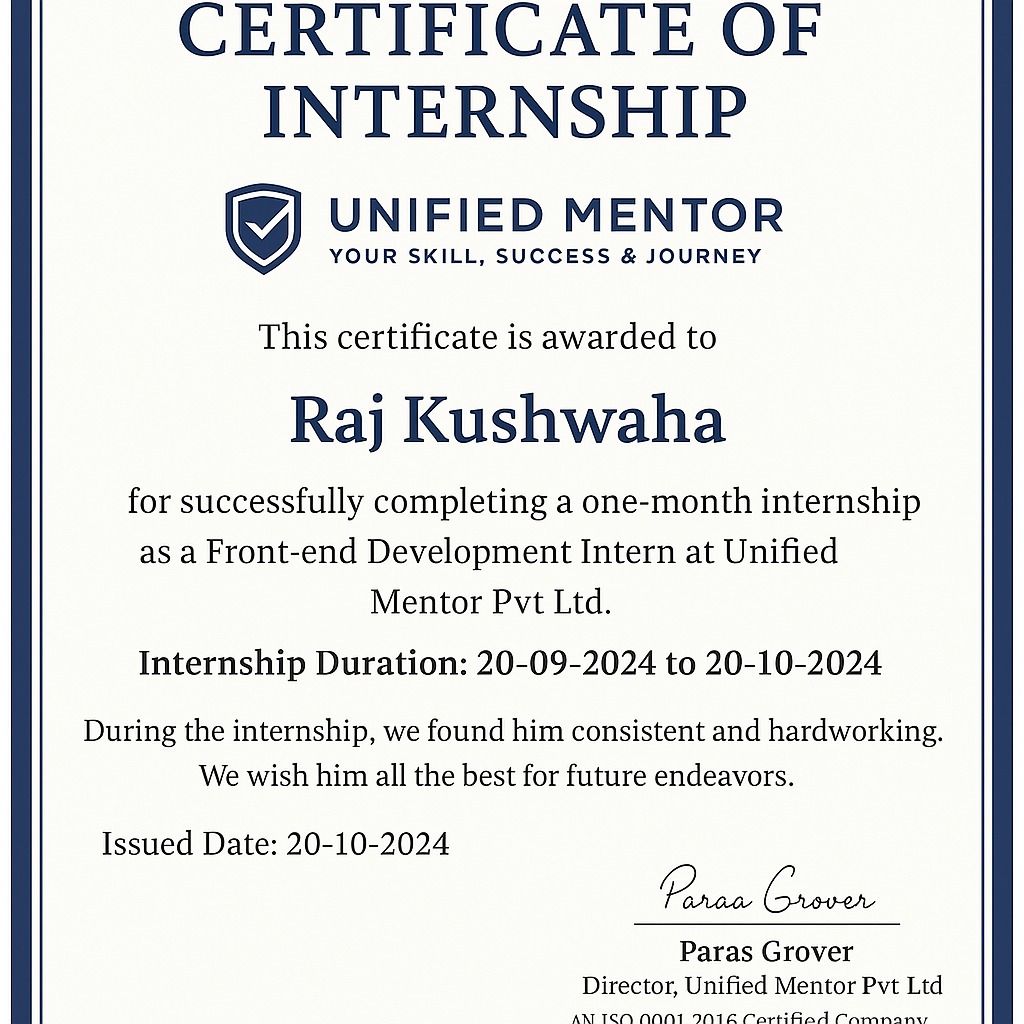 CERTIFICATE OF
INTERNSHIP
UNIFIED MENTOR
YOUR SKILL, SUCCESS & JOURNEY
This certificate is awarded to
Raj Kushwaha
for successfully completing a one-month internship
as a Front-end Development Intern at Unified
Mentor Pvt Ltd.
Internship Duration: 20-09-2024 to 20-10-2024
During the internship, we found him consistent and hardworking.
We wish him all the best for future endeavors.
Issued Date: 20-10-2024
Paraa Grover
Paras Grover
Director, Unified Mentor Pvt Ltd
AN ISO 0001 2016 Certified Company